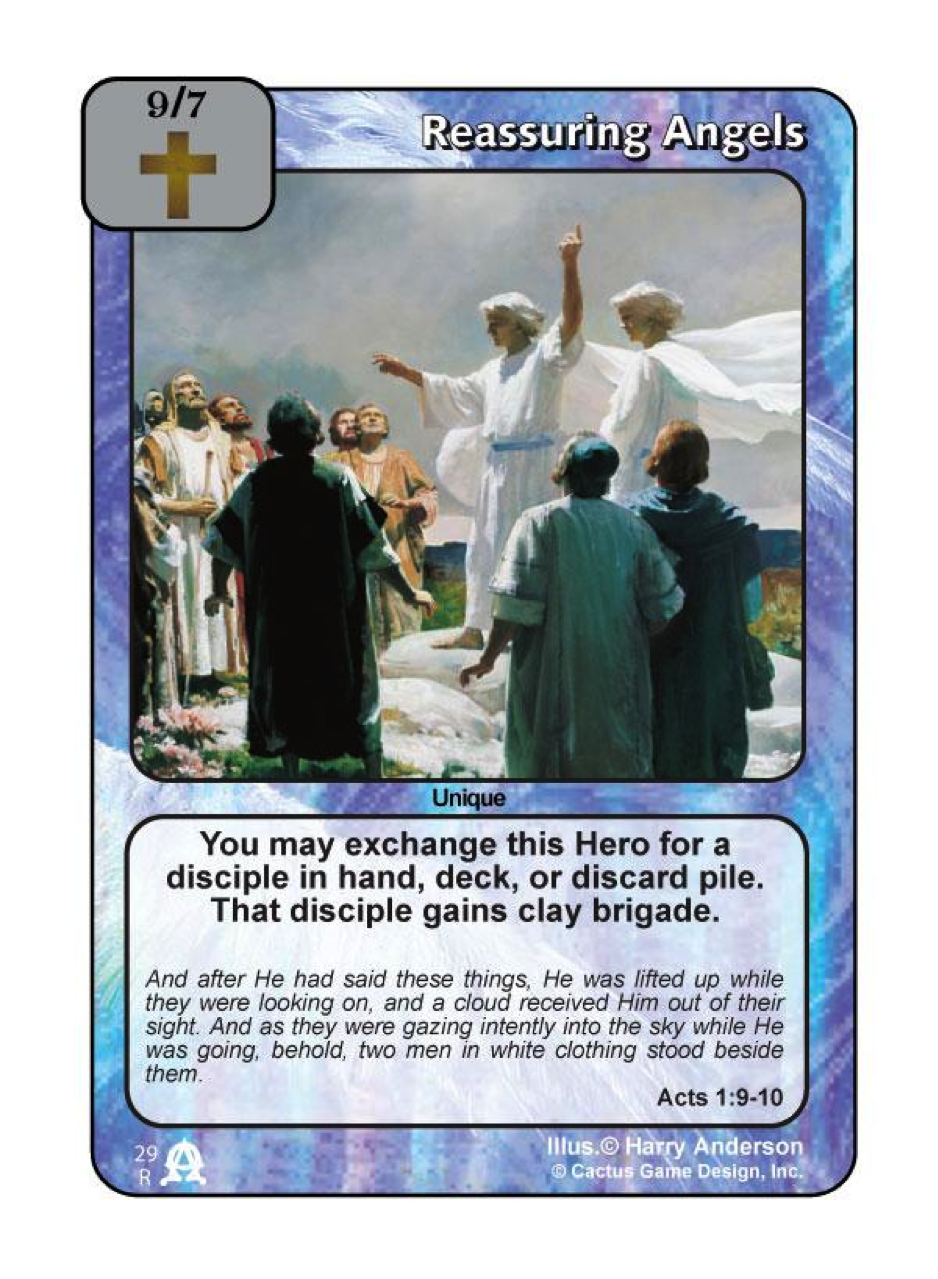 9/7
Reassuring Angels
Unique
You may exchange this Hero for a
disciple in hand, deck, or discard pile.
That disciple gains clay brigade.
And after He had said these things, He was lifted up while
they were looking on, and a cloud received Him out of their
sight. And as they were gazing intently into the sky while He
was going, behold, two men in white clothing stood beside
them.
Acts 1:9-10
29
R
Illus.© Harry Anderson
© Cactus Game Design, Inc.